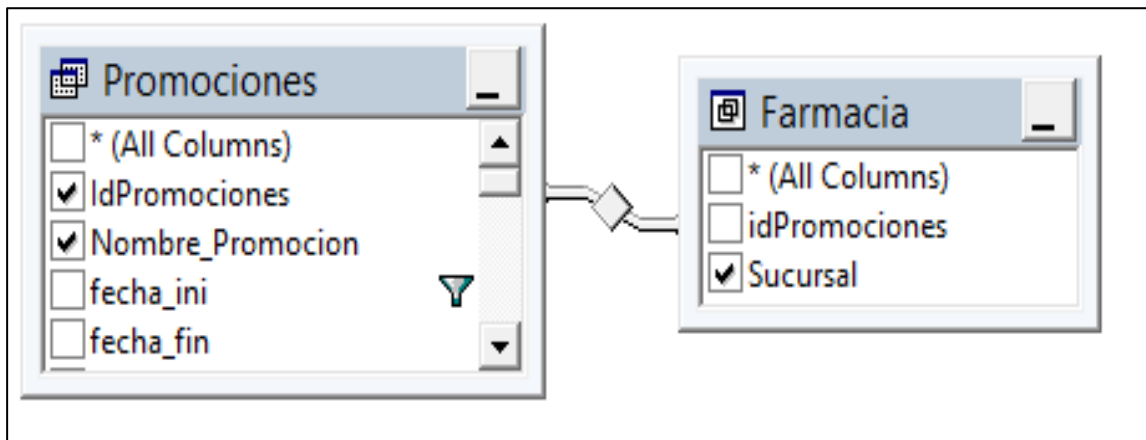 Promociones
* (All Columns)
IdPromociones
Nombre_Promocion
fecha_ini
fecha_fin
Farmacia
* (All Columns)
idPromociones
Sucursal